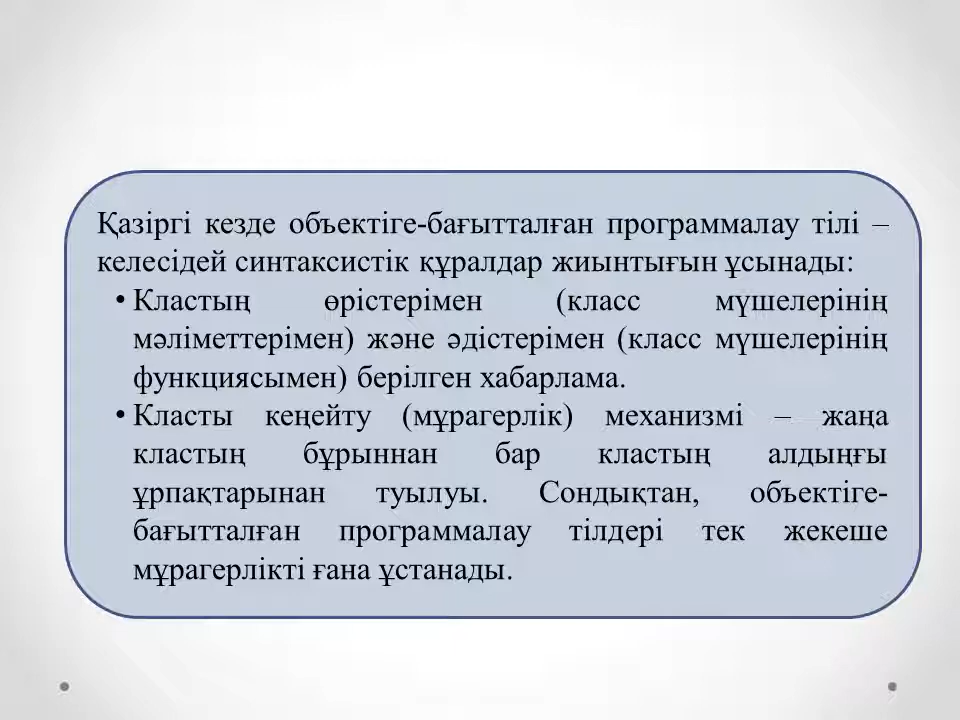 Қазіргі кезде объектіге-бағытталған программалау тілі –
келесідей синтаксистік құралдар жиынтығын ұсынады:
• Кластың өрістерімен (класс мүшелерінің
мәліметтерімен) және әдістерімен (класс мүшелерінің
функциясымен) берілген хабарлама.
• Класты кеңейту (мұрагерлік) механизмі – жаңа
кластың бұрыннан бар кластың алдыңғы
ұрпақтарынан туылуы. Сондықтан, объектіге-
бағытталған программалау тілдері тек жекеше
мұрагерлікті ғана ұстанады.